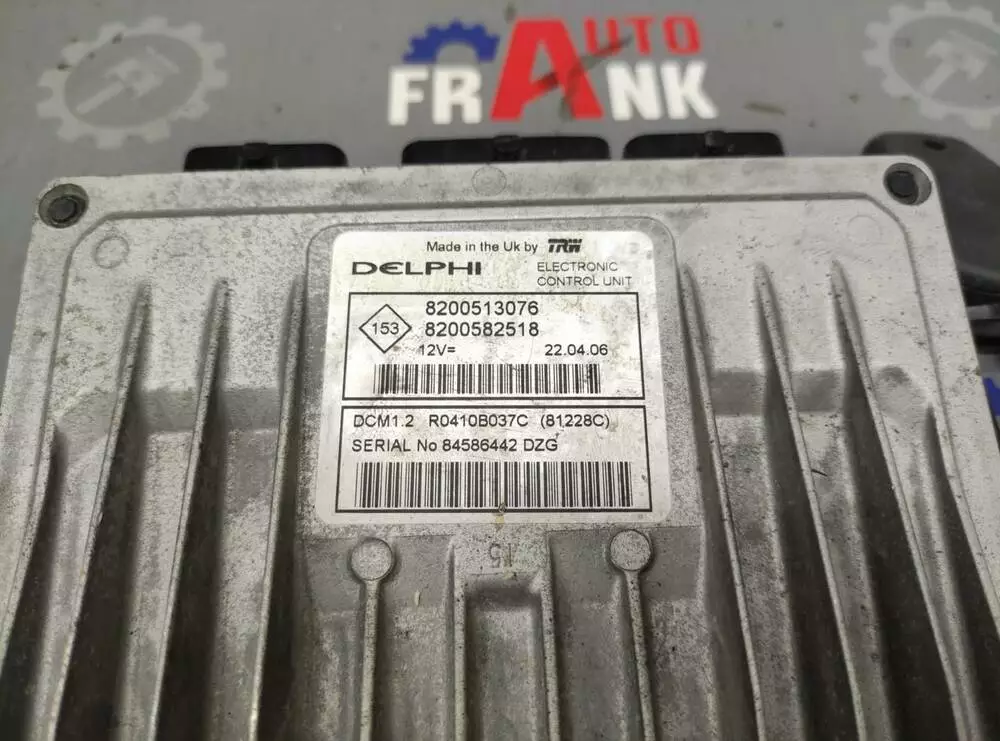 AUTO
FRANK
Made in the Uk by TRW
DELPHI
ELECTRONIC
CONTROL UNIT
8200513076
153
8200582518
12V=
22.04.06
DCM1.2 R0410B037C (81228C)
SERIAL No 84586442 DZG
15